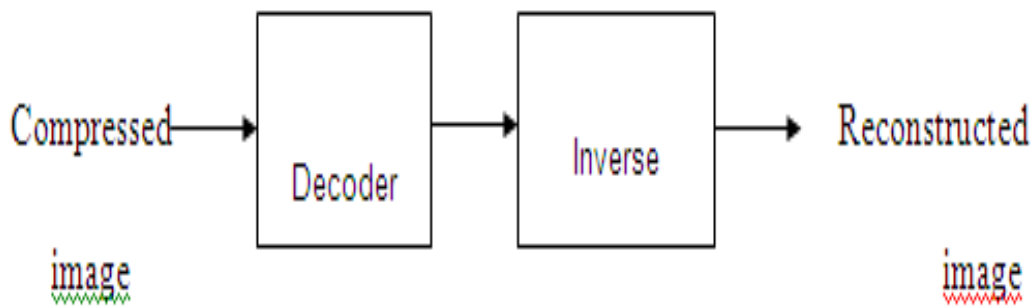 Compressed
Decoder
Inverse
Reconstructed
image
image